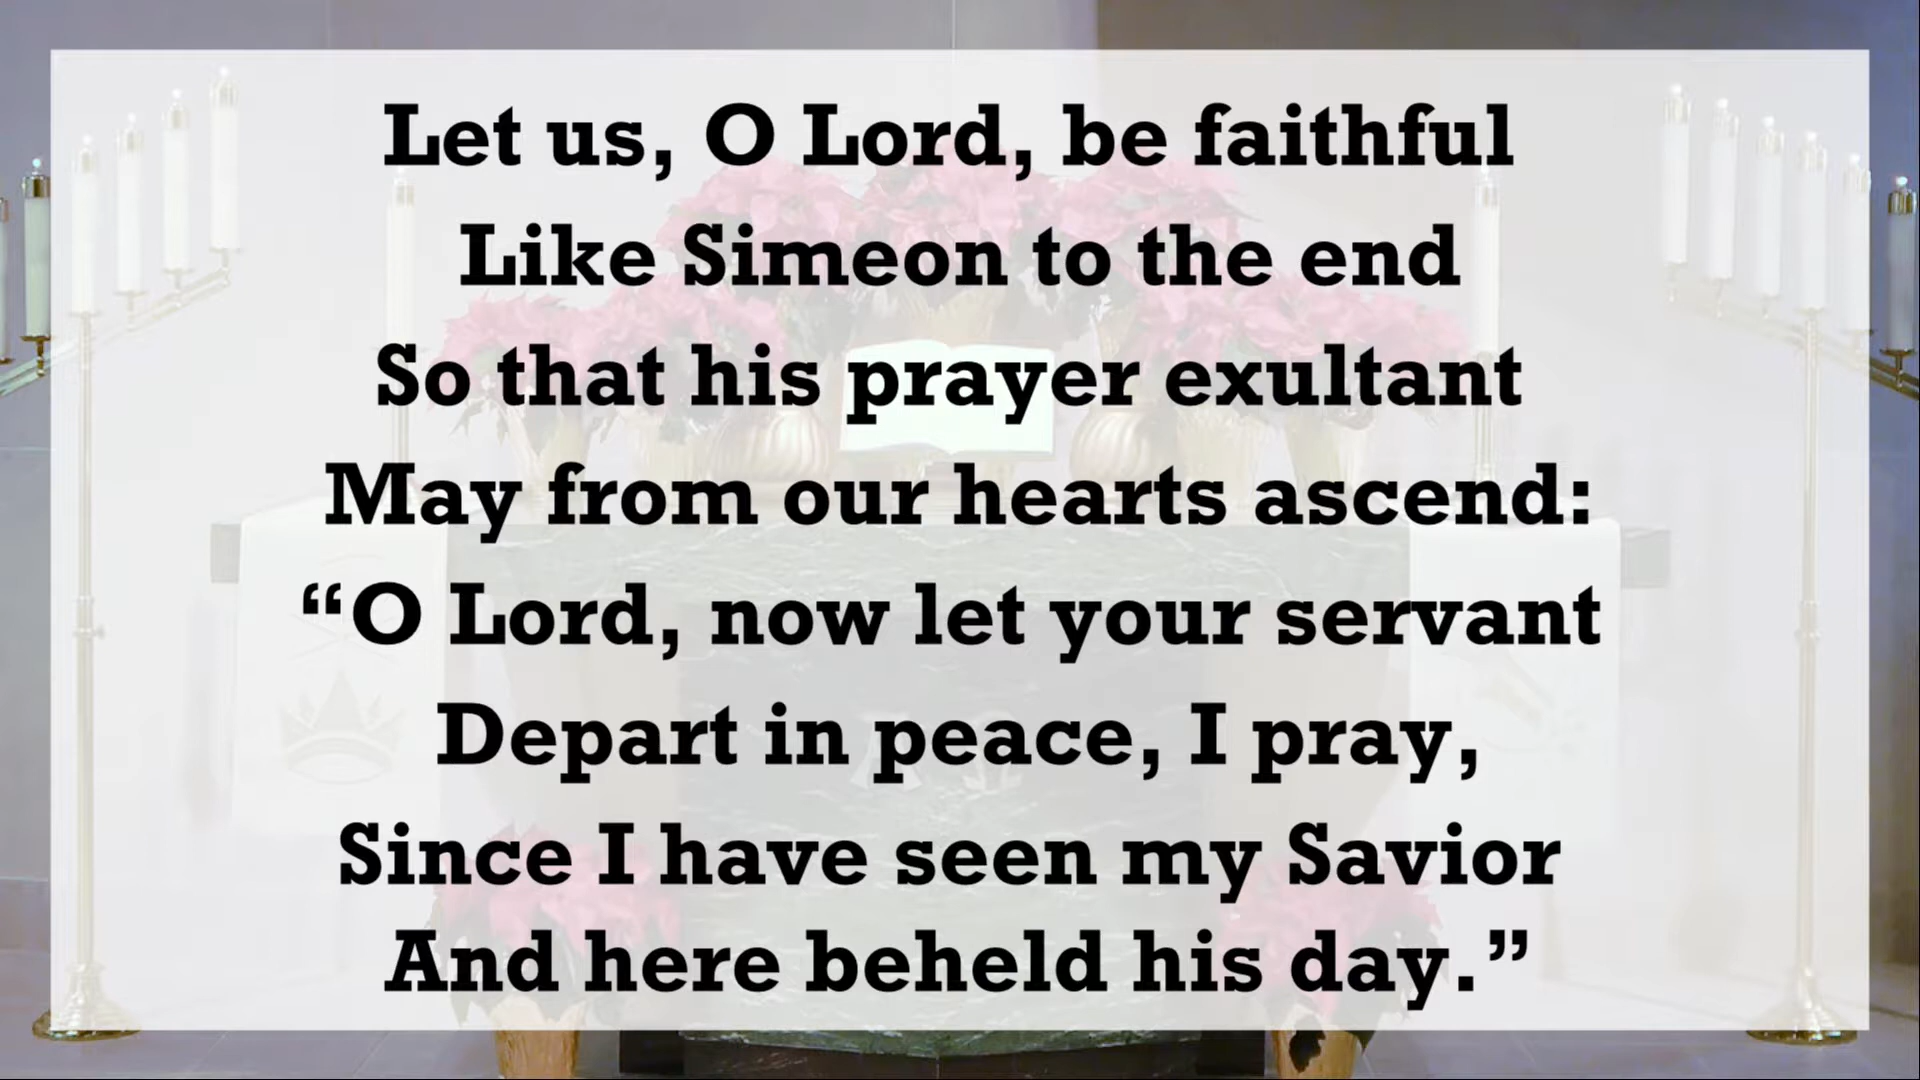 Let us, O Lord, be faithful
Like Simeon to the end
So that his prayer exultant
May from our hearts ascend:
“O Lord, now let your servant
Depart in peace, I pray,
Since I have seen my Savior
And here beheld his day.”